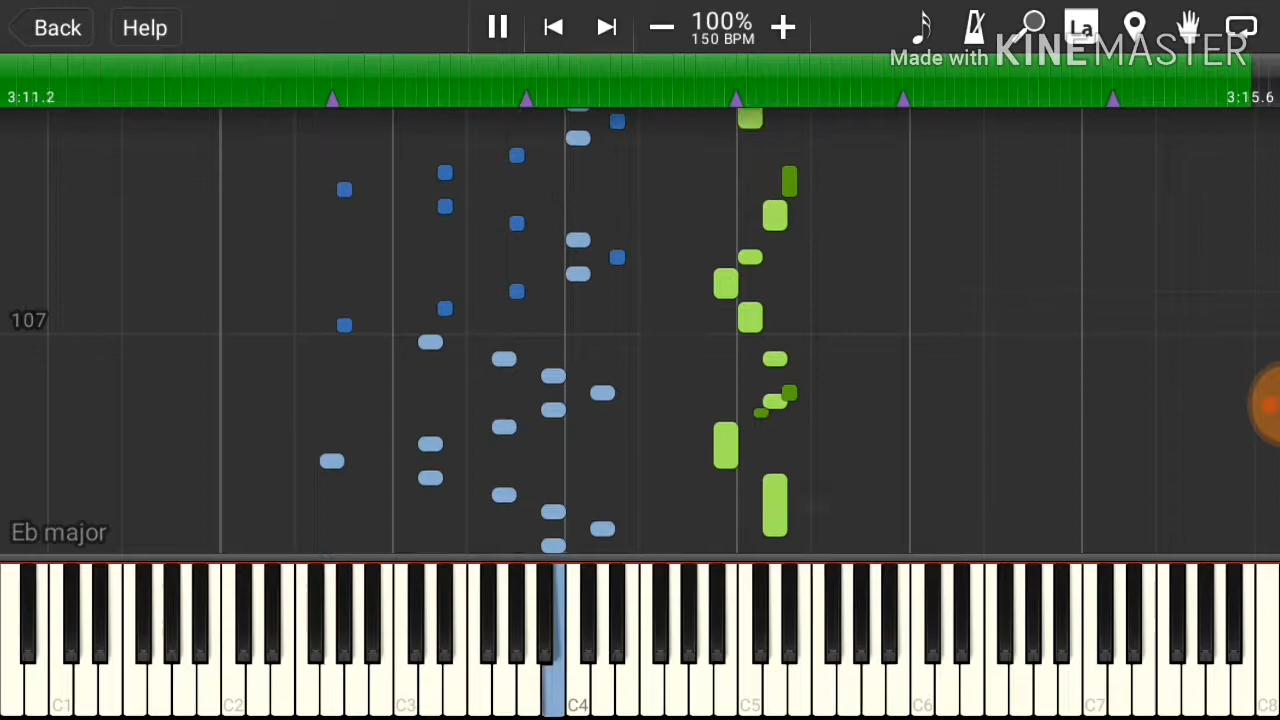 Back
Help
100%
150 BPM
La
Made with KINEMASTER
3:11.2
3:15.6
107
Eb major
C1
C2
C3
C4
C5
C6
C7
C8